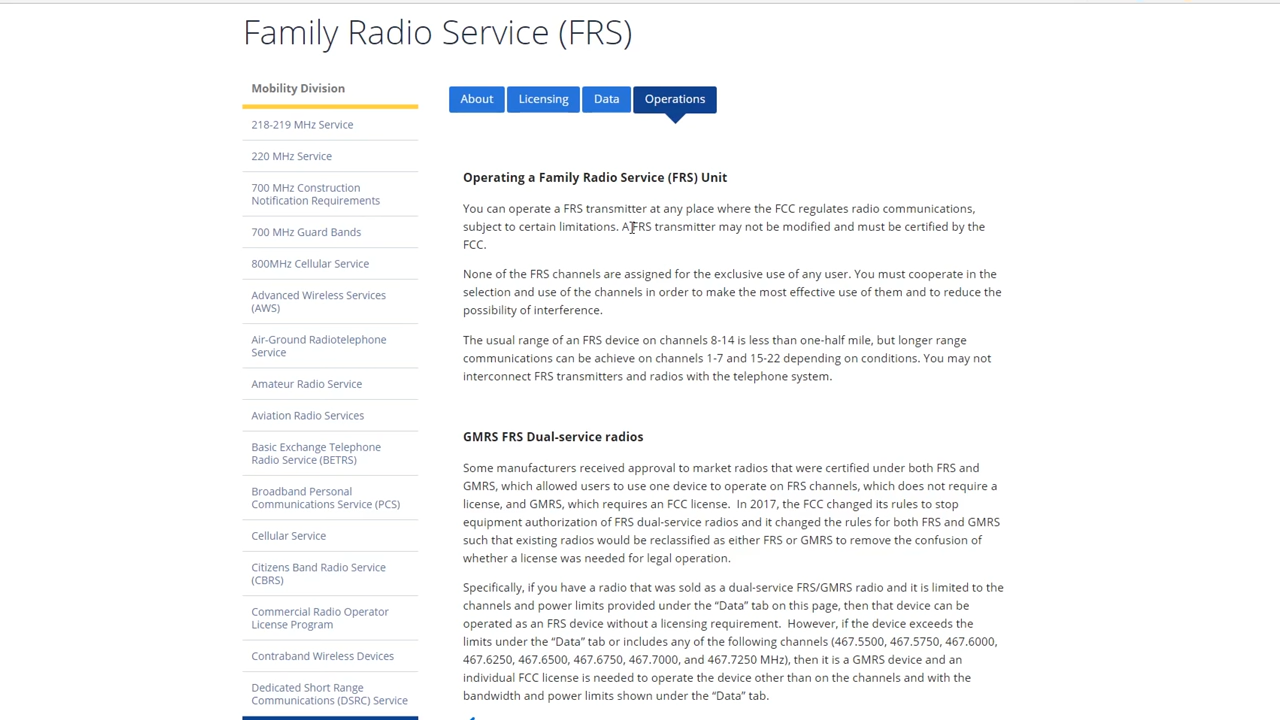 Family Radio Service (FRS)
Mobility Division
218-219 MHz Service
220 MHz Service
700 MHz Construction
Notification Requirements
700 MHz Guard Bands
800MHz Cellular Service
Advanced Wireless Services
(AWS)
Air-Ground Radiotelephone
Service
Amateur Radio Service
Aviation Radio Services
Basic Exchange Telephone
Radio Service (BETRS)
Broadband Personal
Communications Service (PCS)
Cellular Service
Citizens Band Radio Service
(CBRS)
Commercial Radio Operator
License Program
Contraband Wireless Devices
Dedicated Short Range
Communications (DSRC) Service
About Licensing Data Operations
Operating a Family Radio Service (FRS) Unit
You can operate a FRS transmitter at any place where the FCC regulates radio communications,
subject to certain limitations. A FRS transmitter may not be modified and must be certified by the
FCC.
None of the FRS channels are assigned for the exclusive use of any user. You must cooperate in the
selection and use of the channels in order to make the most effective use of them and to reduce the
possibility of interference.
The usual range of an FRS device on channels 8-14 is less than one-half mile, but longer range
communications can be achieve on channels 1-7 and 15-22 depending on conditions. You may not
interconnect FRS transmitters and radios with the telephone system.
GMRS FRS Dual-service radios
Some manufacturers received approval to market radios that were certified under both FRS and
GMRS, which allowed users to use one device to operate on FRS channels, which does not require a
license, and GMRS, which requires an FCC license. In 2017, the FCC changed its rules to stop
equipment authorization of FRS dual-service radios and it changed the rules for both FRS and GMRS
such that existing radios would be reclassified as either FRS or GMRS to remove the confusion of
whether a license was needed for legal operation.
Specifically, if you have a radio that was sold as a dual-service FRS/GMRS radio and it is limited to the
channels and power limits provided under the “Data” tab on this page, then that device can be
operated as an FRS device without a licensing requirement. However, if the device exceeds the
limits under the “Data” tab or includes any of the following channels (467.5500, 467.5750, 467.6000,
467.6250, 467.6500, 467.6750, 467.7000, and 467.7250 MHz), then it is a GMRS device and an
individual FCC license is needed to operate the device other than on the channels and with the
bandwidth and power limits shown under the “Data” tab.